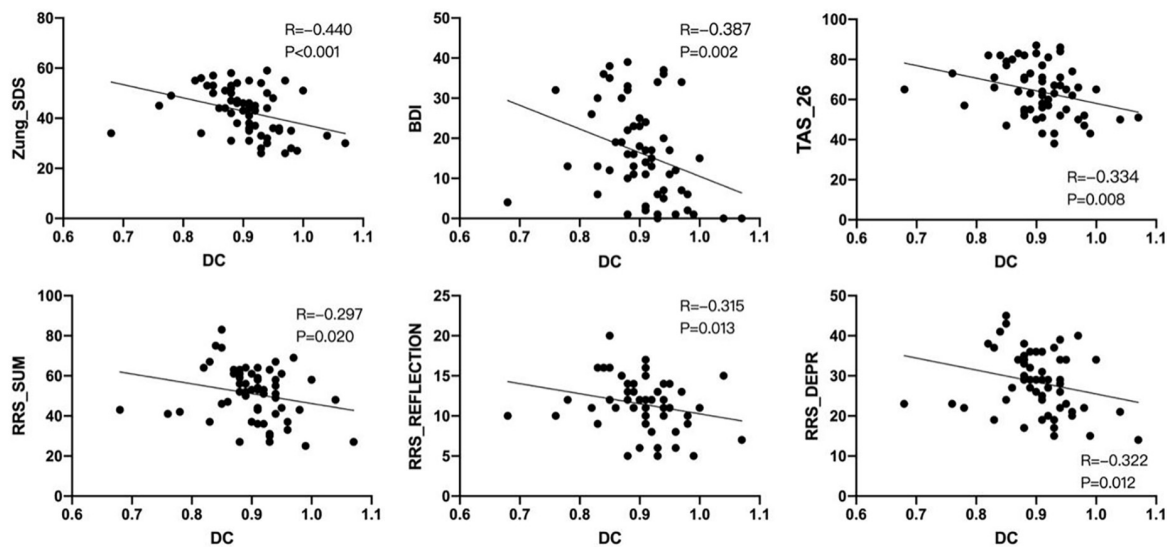 80
60
40
20
0
Zung_SDS
R=−0.440
P<0.001
0.6 0.7 0.8 0.9 1.0 1.1
DC
50
40
30
20
10
0
BDI
R=−0.387
P=0.002
0.6 0.7 0.8 0.9 1.0 1.1
DC
100
80
60
40
20
0
TAS_26
R=−0.334
P=0.008
0.6 0.7 0.8 0.9 1.0 1.1
DC
100
80
60
40
20
0
RRS_SUM
R=−0.297
P=0.020
0.6 0.7 0.8 0.9 1.0 1.1
DC
25
20
15
10
5
0
RRS_REFLECTION
R=−0.315
P=0.013
0.6 0.7 0.8 0.9 1.0 1.1
DC
50
40
30
20
10
0
RRS_DEPR
R=−0.322
P=0.012
0.6 0.7 0.8 0.9 1.0 1.1
DC